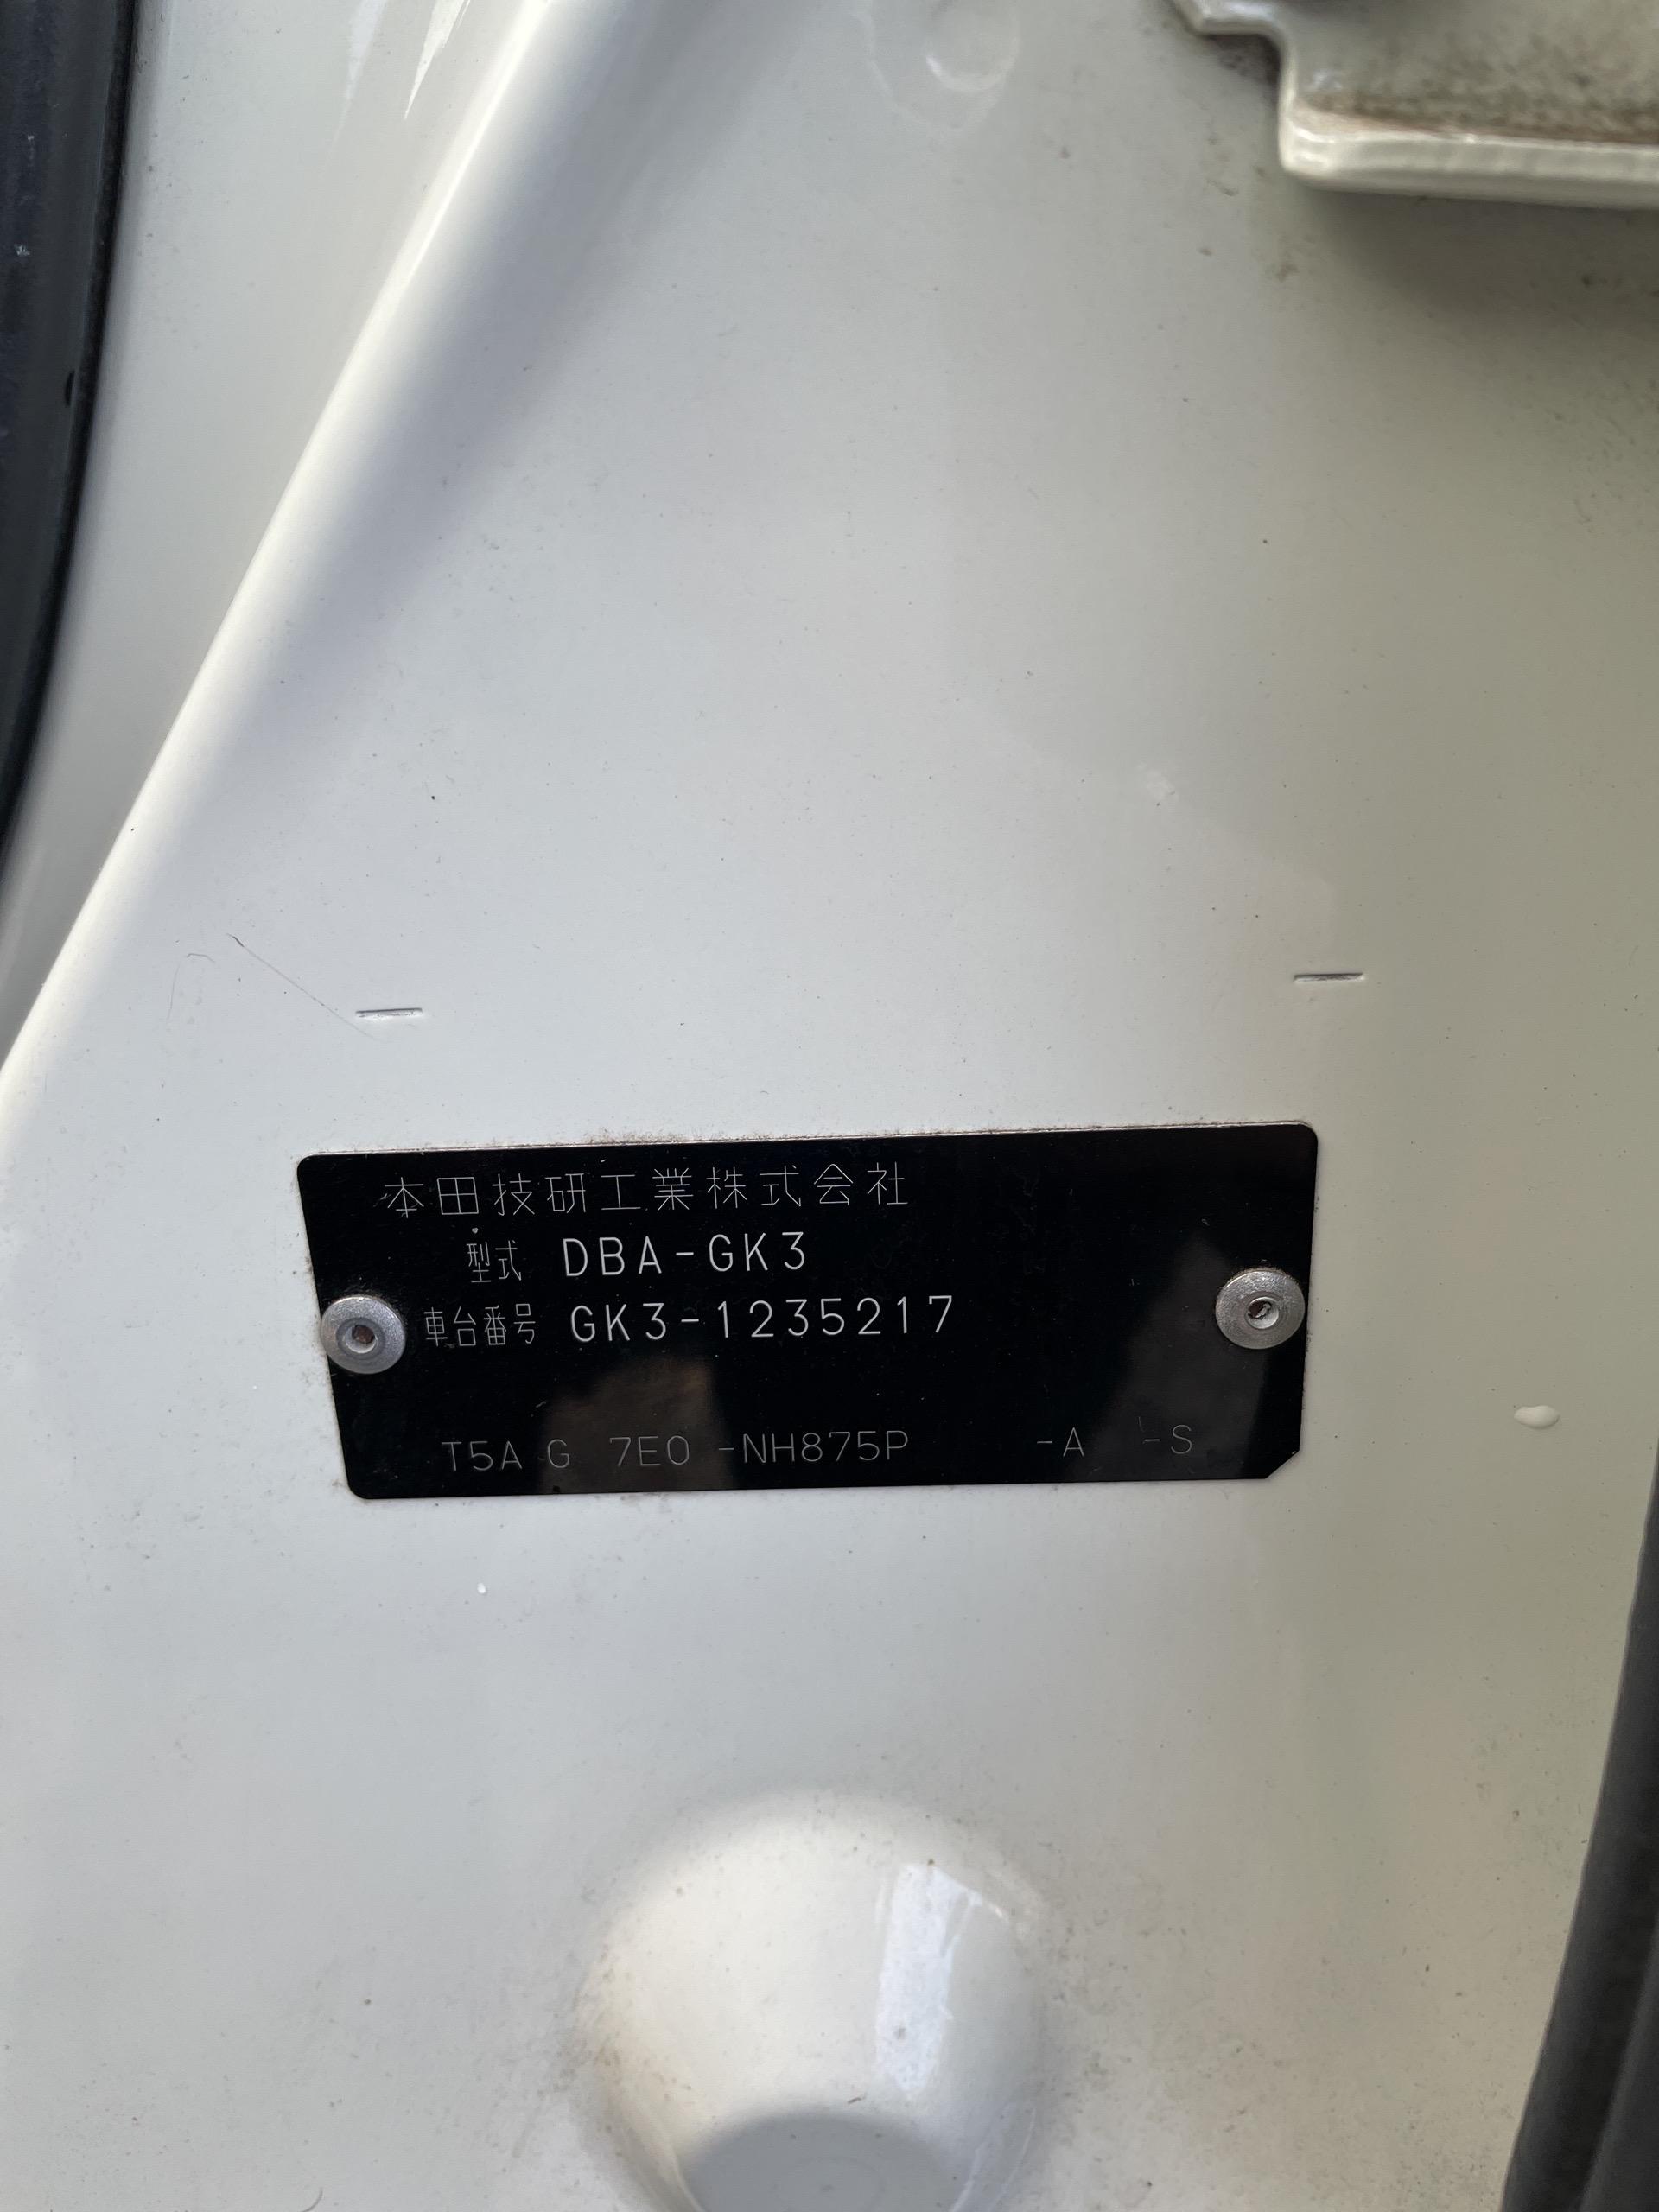 本田技研工業株式会社
型式 DBA-GK3
車台番号 GK3-1235217
T5A G 7E0 -NH875P -A -S